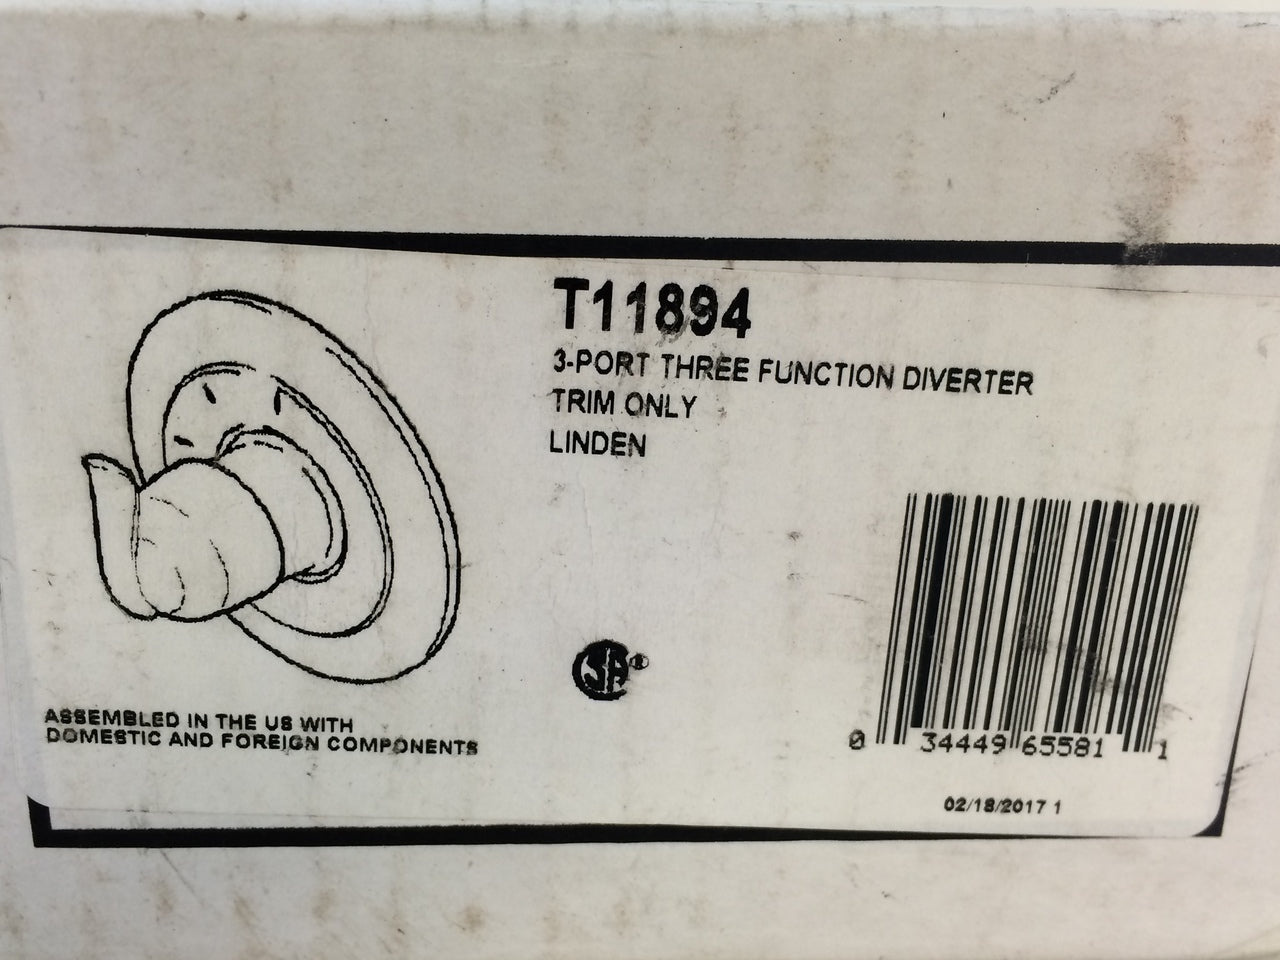 T11894
3-PORT THREE FUNCTION DIVERTER
TRIM ONLY
LINDEN
ASSEMBLED IN THE US WITH
DOMESTIC AND FOREIGN COMPONENTS
SA®
0 34449 65581 1
02/18/2017 1